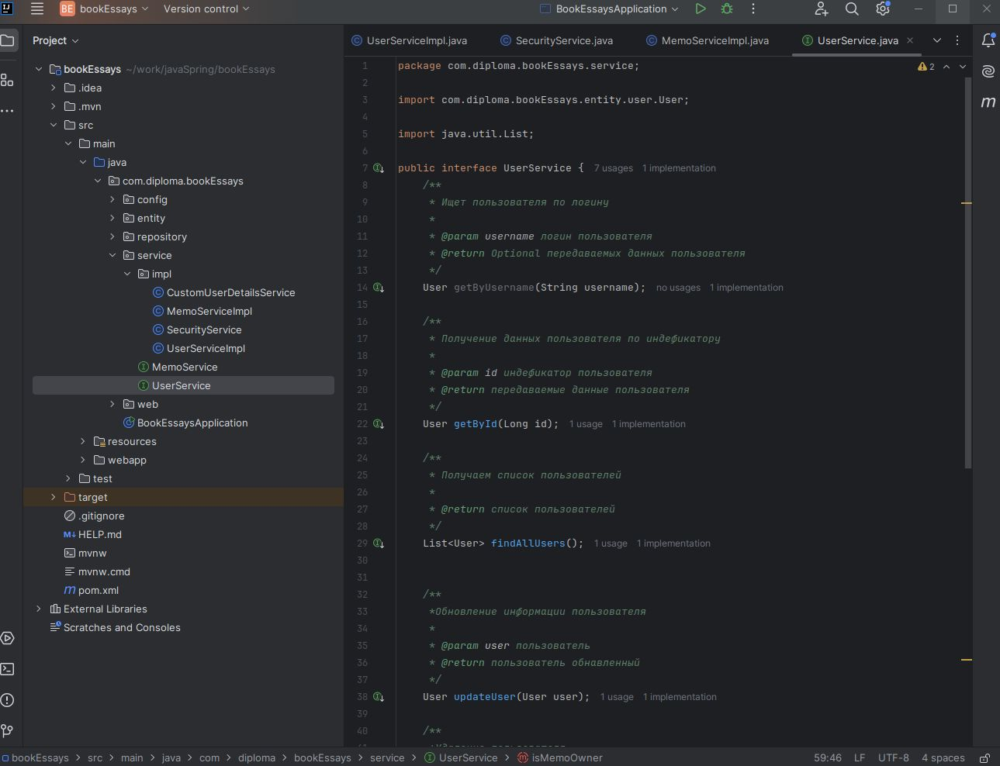 BE bookEssays Version control BookEssaysApplication
Project
bookEssays ~/work/javaSpring/bookEssays
.idea
.mvn
src
main
java
com.diploma.bookEssays
config
entity
repository
service
impl
CustomUserDetailsService
MemoServiceImpl
SecurityService
UserServiceImpl
MemoService
UserService
web
BookEssaysApplication
resources
webapp
test
target
.gitignore
HELP.md
mvnw
mvnw.cmd
pom.xml
External Libraries
Scratches and Consoles
UserServiceImpl.java SecurityService.java MemoServiceImpl.java UserService.java
2
1 package com.diploma.bookEssays.service;
2
3 import com.diploma.bookEssays.entity.user.User;
4
5 import java.util.List;
6
7 public interface UserService { 7 usages 1 implementation
8 /**
9 * Ищет пользователя по логину
10 *
11 * @param username логин пользователя
12 * @return Optional передаваемых данных пользователя
13 */
14 User getByUsername(String username); no usages 1 implementation
15
16 /**
17 * Получение данных пользователя по индефикатору
18 *
19 * @param id индефикатор пользователя
20 * @return передаваемые данные пользователя
21 */
22 User getById(Long id); 1 usage 1 implementation
23
24 /**
25 * Получаем список пользователей
26 *
27 * @return список пользователей
28 */
29 List<User> findAllUsers(); 1 usage 1 implementation
30
31
32 /**
33 *Обновление информации пользователя
34 *
35 * @param user пользователь
36 * @return пользователь обнавленный
37 */
38 User updateUser(User user); 1 usage 1 implementation
39
40 /**
bookEssays > src > main > java > com > diploma > bookEssays > service > UserService > isMemoOwner 59:46 LF UTF-8 4 spaces